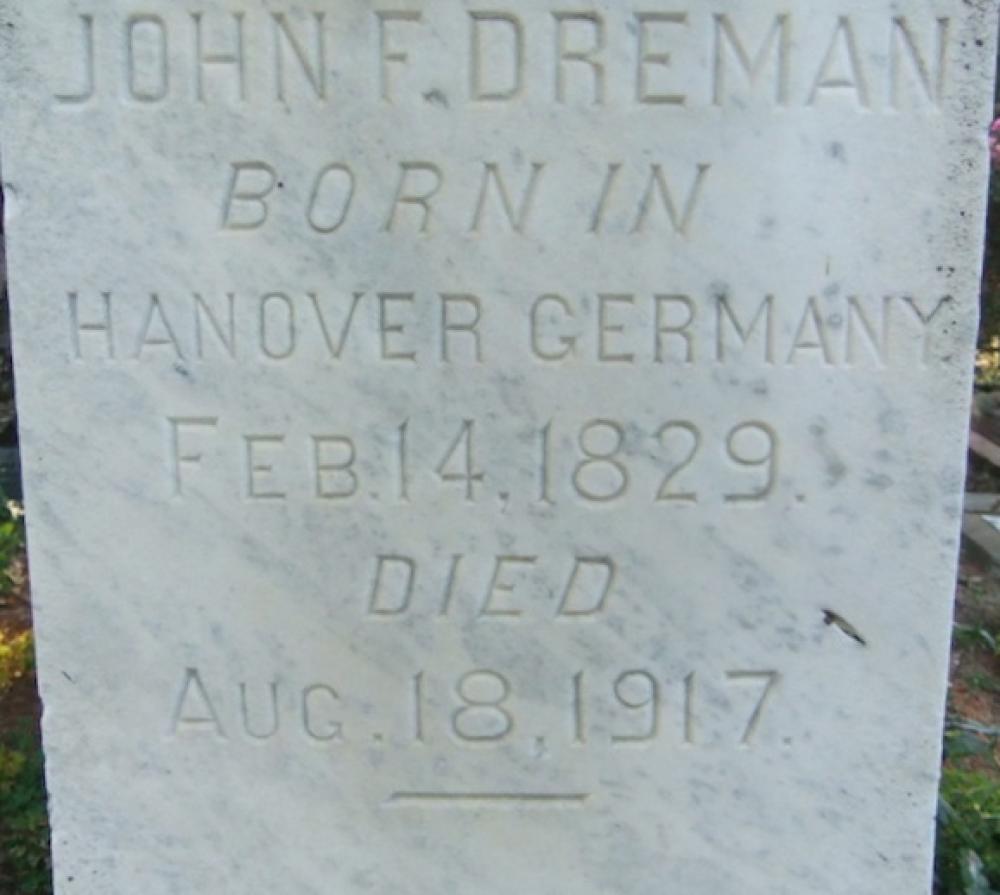 JOHN F. DREMAN
BORN IN
HANOVER GERMANY
FEB. 14, 1829.
DIED
AUG. 18, 1917.